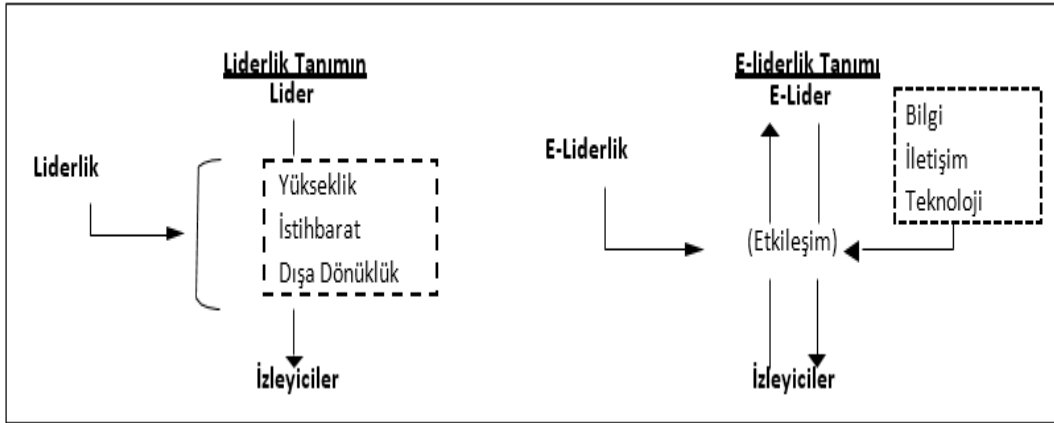 Liderlik Tanımın
Lider
Liderlik
Yükseklik
İstihbarat
Dışa Dönüklük
İzleyiciler
E-liderlik Tanımı
E-Lider
E-Liderlik
Bilgi
İletişim
Teknoloji
(Etkileşim)
İzleyiciler